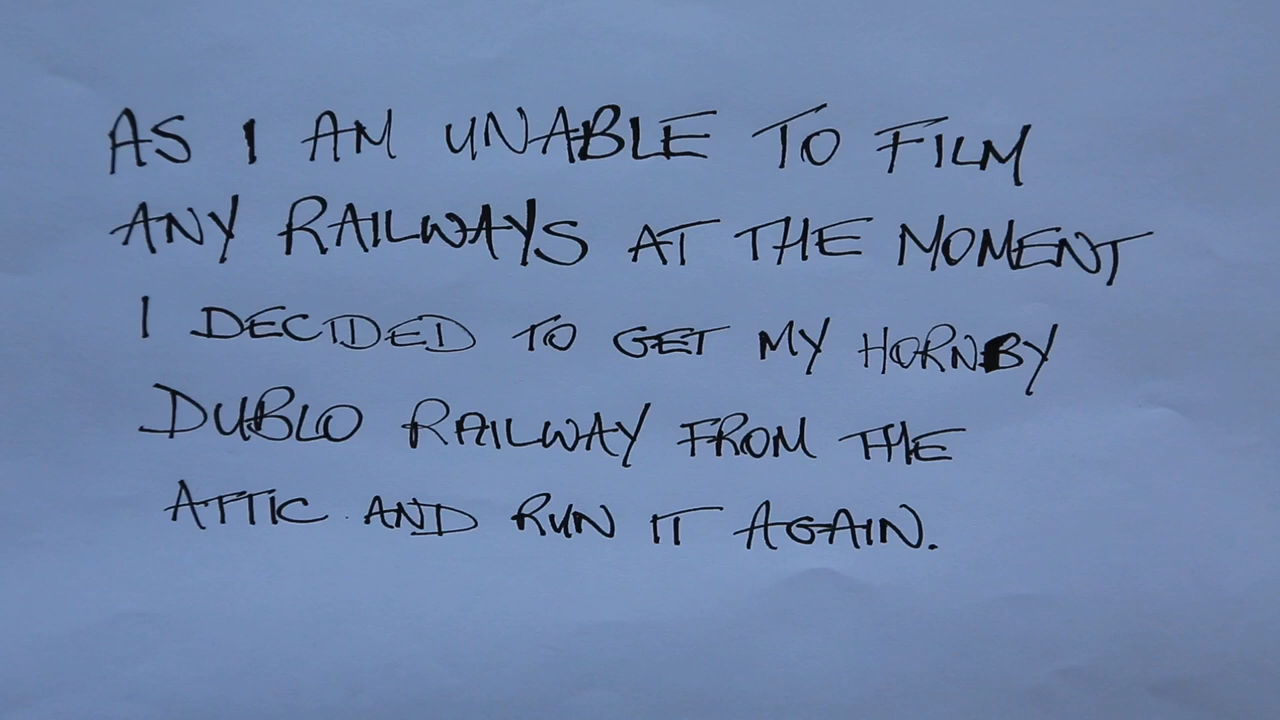 AS I AM UNABLE TO FILM
ANY RAILWAYS AT THE MOMENT
I DECIDED TO GET MY HORNBY
DUBLO RAILWAY FROM THE
ATTIC AND RUN IT AGAIN.